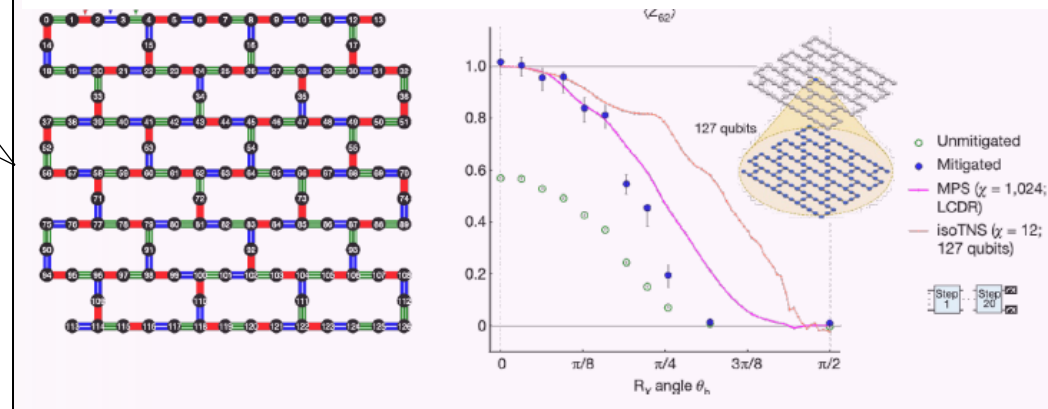 0 1 2 3 4 5 6 7 8 9 10 11 12 13
14 15 16 17
18 19 20 21 22 23 24 25 26 27 28 29 30 31 32
33 34 35 36
37 38 39 40 41 42 43 44 45 46 47 48 49 50 51
52 53 54 55
56 57 58 59 60 61 62 63 64 65 66 67 68 69 70
71 72 73 74
75 76 77 78 79 80 81 82 83 84 85 86 87 88 89
90 91 92 93
94 95 96 97 98 99 100 101 102 103 104 105 106 107 108
109 110 111 112
113 114 115 116 117 118 119 120 121 122 123 124 125 126
⟨Z62⟩
1.0
0.8
0.6
0.4
0.2
0
0 π/8 π/4 3π/8 π/2
Rx angle θh
127 qubits
Unmitigated
Mitigated
MPS (χ = 1,024;
LCDR)
isoTNS (χ = 12;
127 qubits)
Step Step
1 20